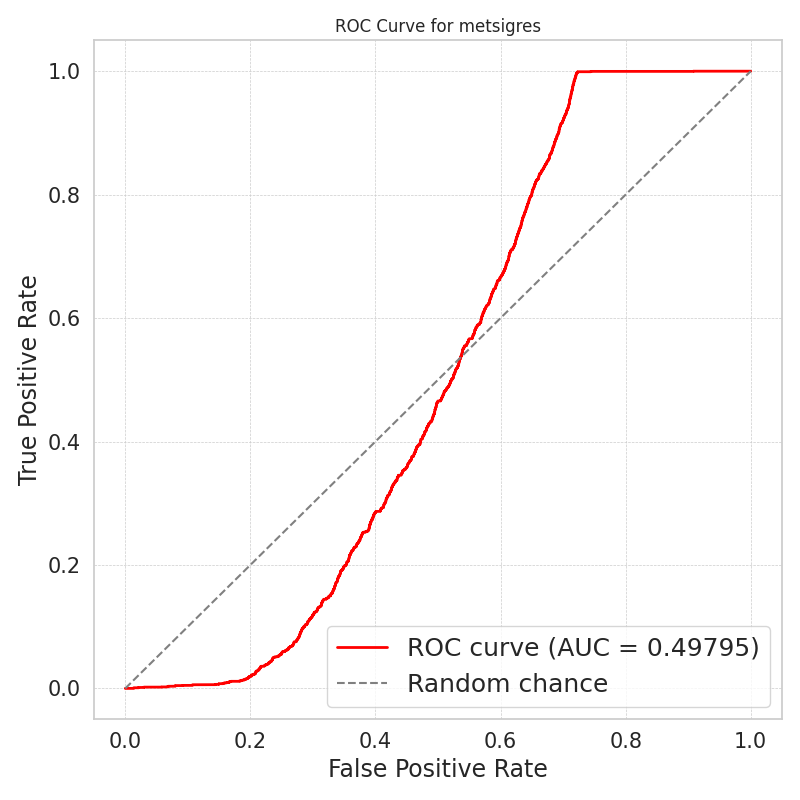 ROC Curve for metsigres
1.0
0.8
0.6
0.4
0.2
0.0
True Positive Rate
ROC curve (AUC = 0.49795)
Random chance
0.0 0.2 0.4 0.6 0.8 1.0
False Positive Rate